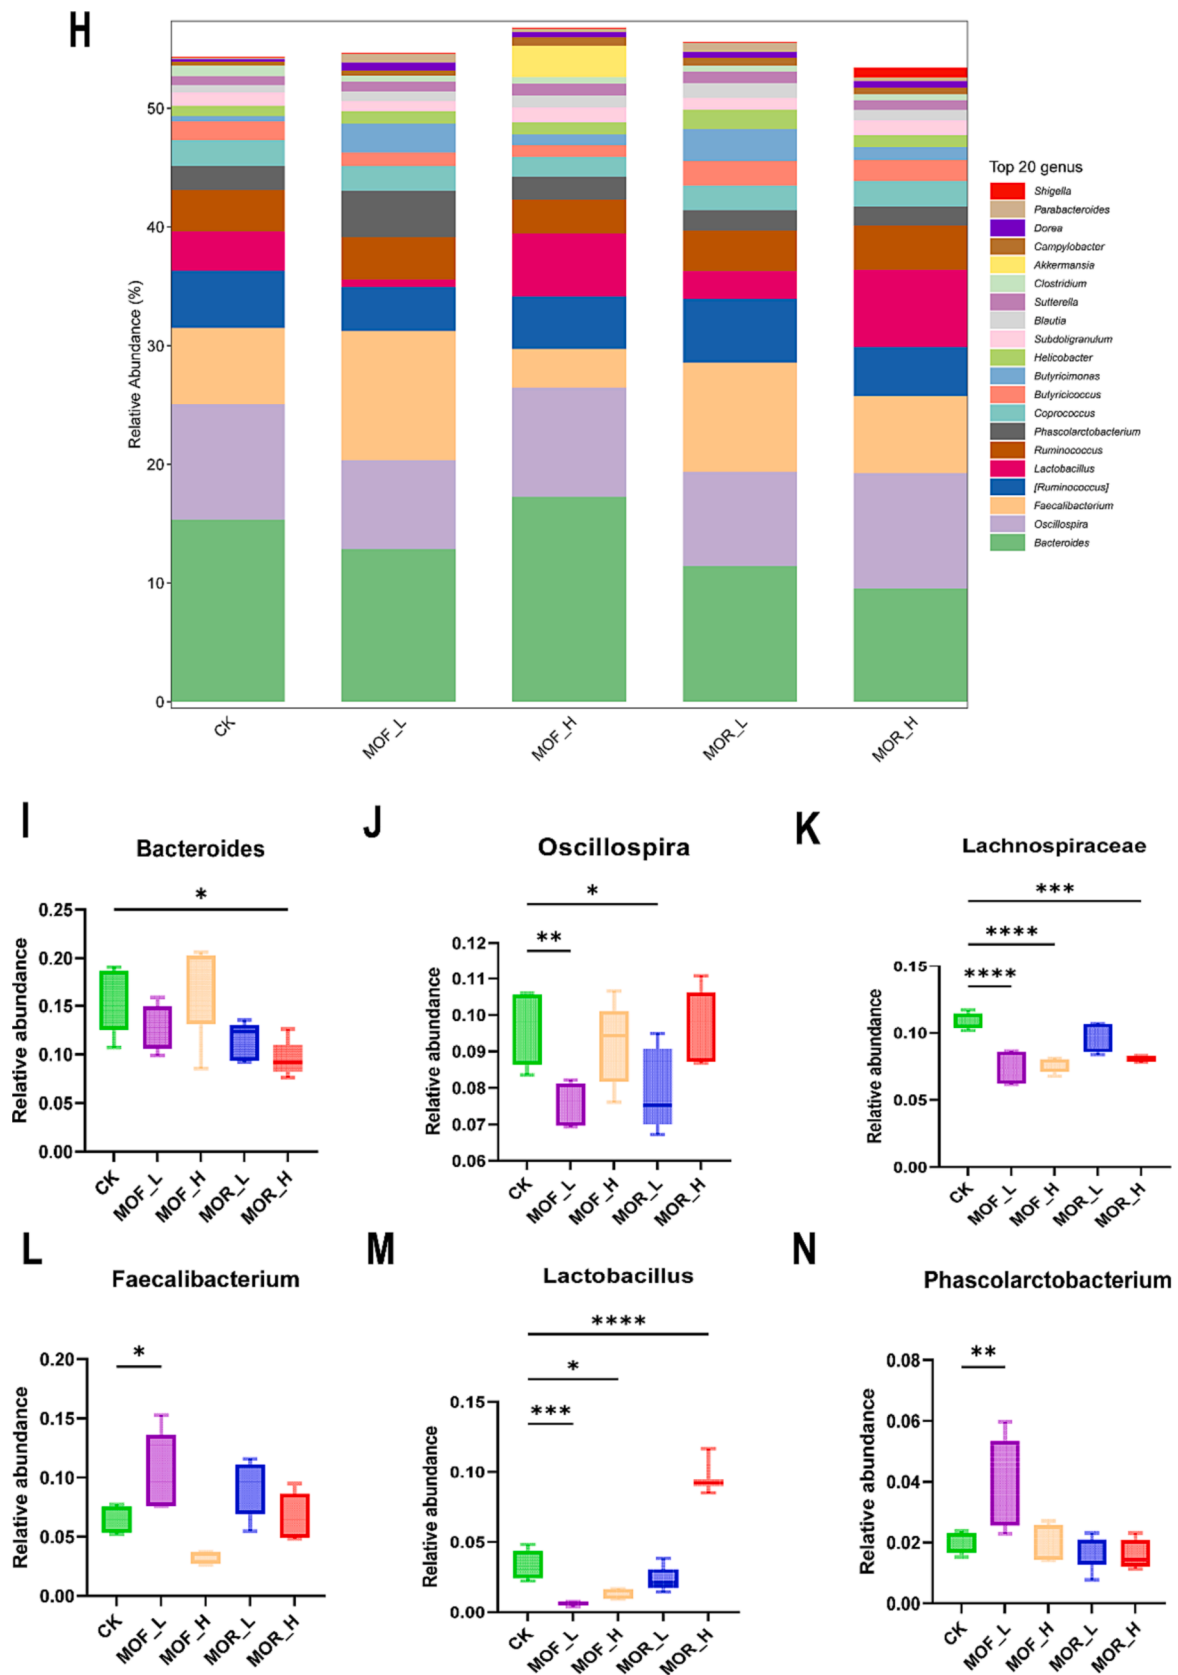 H
Relative Abundance (%)
50
40
30
20
10
0
CK
MOF_L
MOF_H
MOR_L
MOR_H
Top 20 genus
Shigella
Parabacteroides
Dorea
Campylobacter
Akkermansia
Clostridium
Sutterella
Blautia
Subdoligranulum
Helicobacter
Butyricimonas
Butyricicoccus
Coprococcus
Phascolarctobacterium
Ruminococcus
Lactobacillus
[Ruminococcus]
Faecalibacterium
Oscillospira
Bacteroides
I
Bacteroides
*
Relative abundance
0.25
0.20
0.15
0.10
0.05
0.00
CK
MOF_L
MOF_H
MOR_L
MOR_H
J
Oscillospira
*
**
Relative abundance
0.12
0.11
0.10
0.09
0.08
0.07
0.06
CK
MOF_L
MOF_H
MOR_L
MOR_H
K
Lachnospiraceae
***
****
****
Relative abundance
0.15
0.10
0.05
0.00
CK
MOF_L
MOF_H
MOR_L
MOR_H
L
Faecalibacterium
*
Relative abundance
0.20
0.15
0.10
0.05
0.00
CK
MOF_L
MOF_H
MOR_L
MOR_H
M
Lactobacillus
****
*
***
Relative abundance
0.15
0.10
0.05
0.00
CK
MOF_L
MOF_H
MOR_L
MOR_H
N
Phascolarctobacterium
**
Relative abundance
0.08
0.06
0.04
0.02
0.00
CK
MOF_L
MOF_H
MOR_L
MOR_H